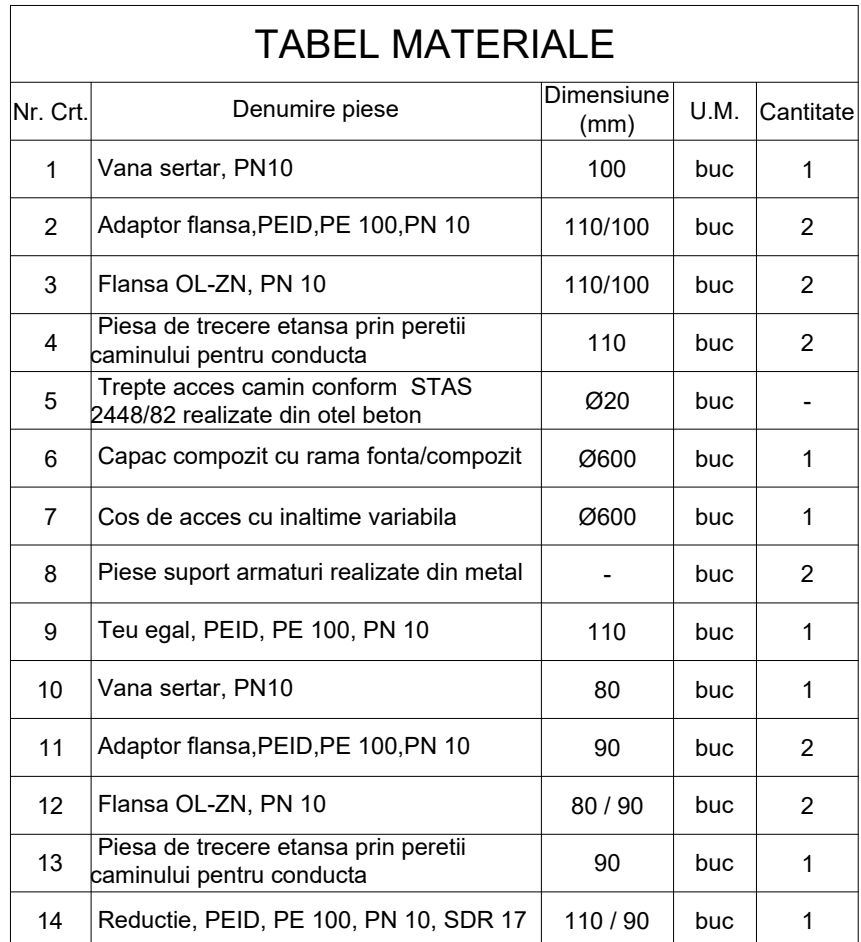 TABEL MATERIALE
Nr. Crt. Denumire piese Dimensiune (mm) U.M. Cantitate
1 Vana sertar, PN10 100 buc 1
2 Adaptor flansa,PEID,PE 100,PN 10 110/100 buc 2
3 Flansa OL-ZN, PN 10 110/100 buc 2
4 Piesa de trecere etansa prin peretii
caminului pentru conducta 110 buc 2
5 Trepte acces camin conform STAS
2448/82 realizate din otel beton Ø20 buc -
6 Capac compozit cu rama fonta/compozit Ø600 buc 1
7 Cos de acces cu inaltime variabila Ø600 buc 1
8 Piese suport armaturi realizate din metal - buc 2
9 Teu egal, PEID, PE 100, PN 10 110 buc 1
10 Vana sertar, PN10 80 buc 1
11 Adaptor flansa,PEID,PE 100,PN 10 90 buc 2
12 Flansa OL-ZN, PN 10 80 / 90 buc 2
13 Piesa de trecere etansa prin peretii
caminului pentru conducta 90 buc 1
14 Reductie, PEID, PE 100, PN 10, SDR 17 110 / 90 buc 1